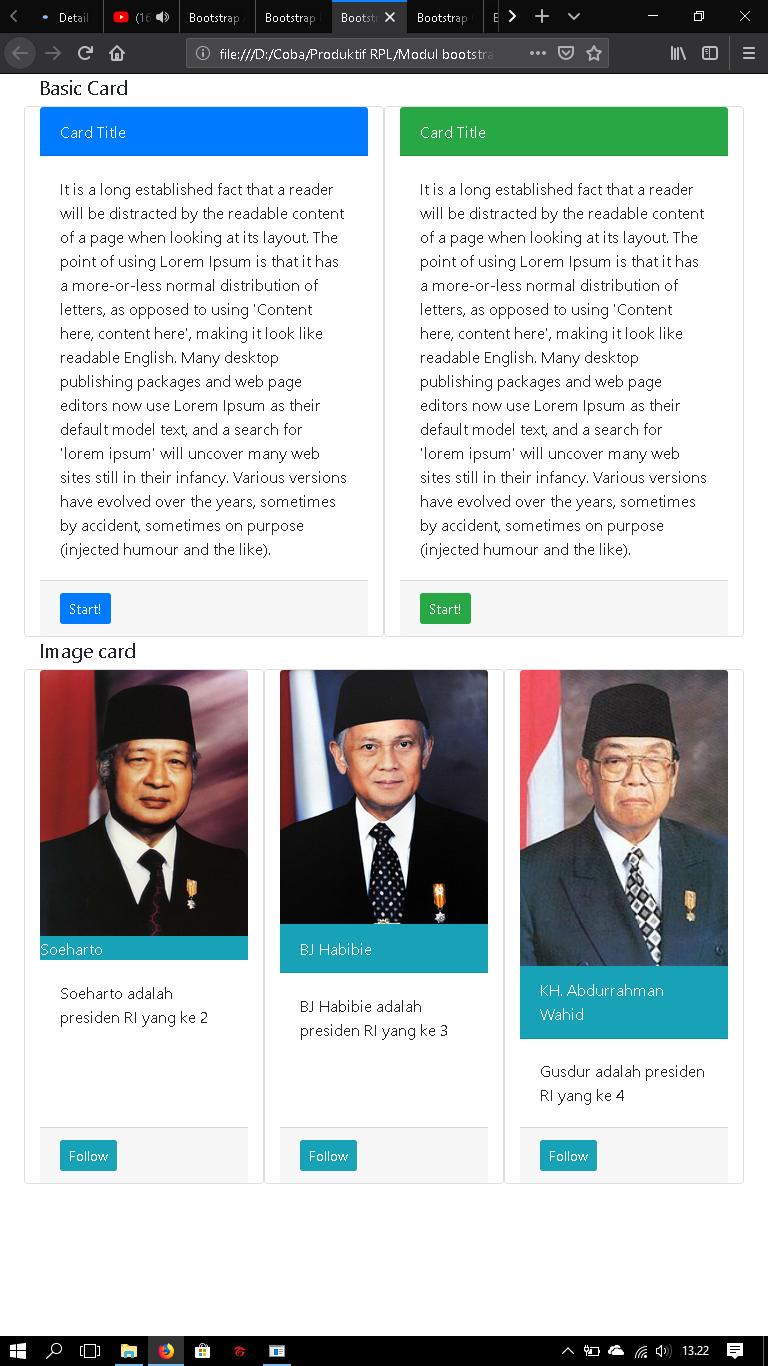 Detail
(16
Bootstrap
Bootstrap
Bootst
Bootstrap
file:///D:/Coba/Produktif RPL/Modul bootstra
Basic Card
Card Title
It is a long established fact that a reader
will be distracted by the readable content
of a page when looking at its layout. The
point of using Lorem Ipsum is that it has
a more-or-less normal distribution of
letters, as opposed to using 'Content
here, content here', making it look like
readable English. Many desktop
publishing packages and web page
editors now use Lorem Ipsum as their
default model text, and a search for
'lorem ipsum' will uncover many web
sites still in their infancy. Various versions
have evolved over the years, sometimes
by accident, sometimes on purpose
(injected humour and the like).
Start!
Card Title
It is a long established fact that a reader
will be distracted by the readable content
of a page when looking at its layout. The
point of using Lorem Ipsum is that it has
a more-or-less normal distribution of
letters, as opposed to using 'Content
here, content here', making it look like
readable English. Many desktop
publishing packages and web page
editors now use Lorem Ipsum as their
default model text, and a search for
'lorem ipsum' will uncover many web
sites still in their infancy. Various versions
have evolved over the years, sometimes
by accident, sometimes on purpose
(injected humour and the like).
Start!
Image card
Soeharto
Soeharto adalah
presiden RI yang ke 2
Follow
BJ Habibie
BJ Habibie adalah
presiden RI yang ke 3
Follow
KH. Abdurrahman
Wahid
Gusdur adalah presiden
RI yang ke 4
Follow
13.22